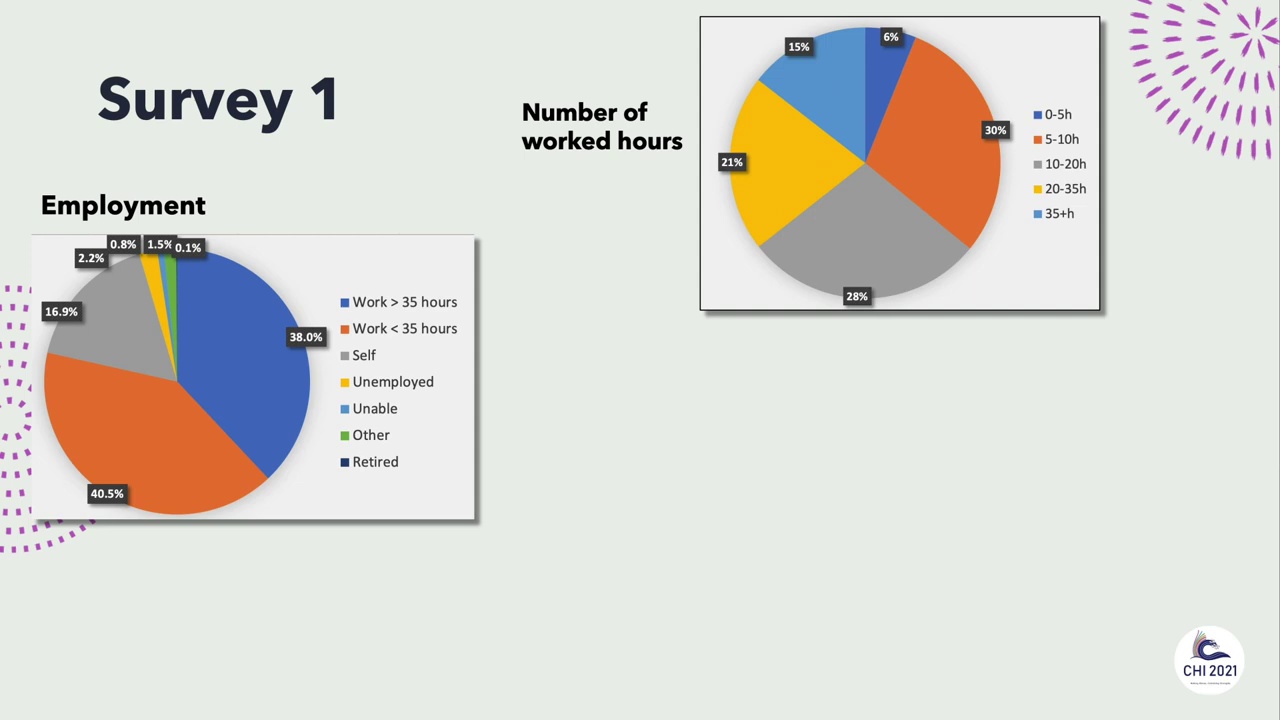 Survey 1
Employment
0.8%
1.5%
0.1%
2.2%
16.9%
38.0%
40.5%
Work > 35 hours
Work < 35 hours
Self
Unemployed
Unable
Other
Retired
Number of
worked hours
6%
15%
30%
21%
28%
0-5h
5-10h
10-20h
20-35h
35+h
CHI 2021